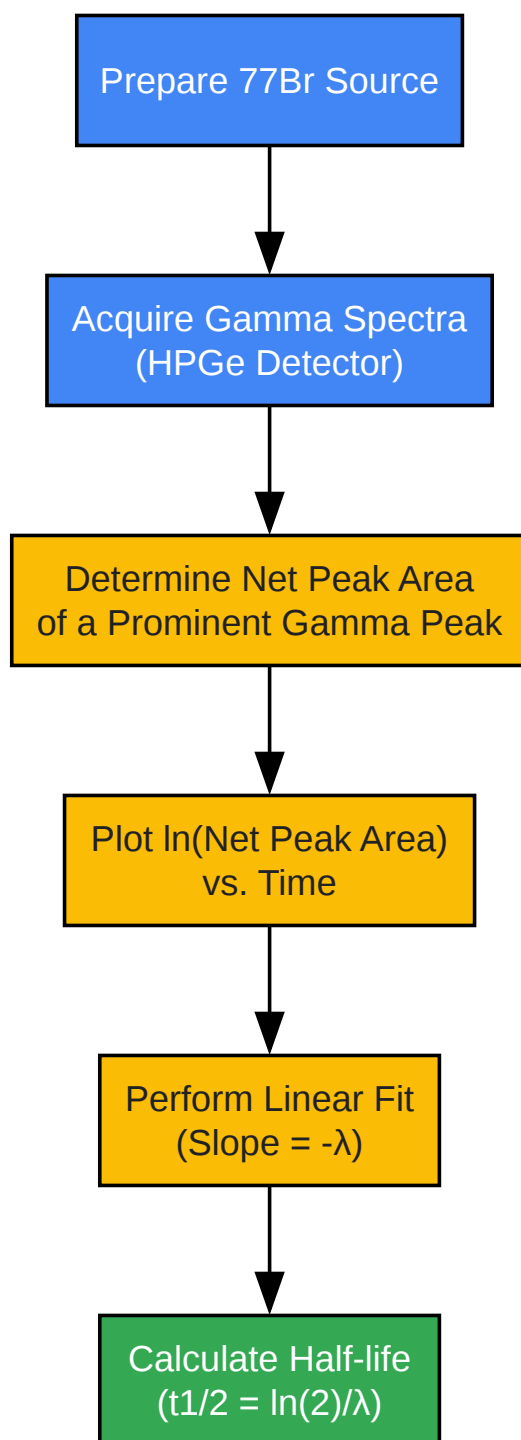 Prepare 77Br Source
Acquire Gamma Spectra
(HPGe Detector)
Determine Net Peak Area
of a Prominent Gamma Peak
Plot ln(Net Peak Area)
vs. Time
Perform Linear Fit
(Slope = -λ)
Calculate Half-life
(t1/2 = ln(2)/λ)